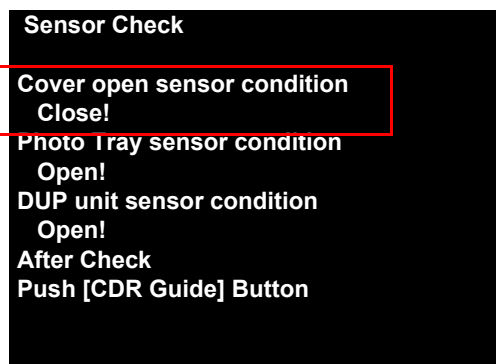 Sensor Check
Cover open sensor condition
Close!
Photo Tray sensor condition
Open!
DUP unit sensor condition
Open!
After Check
Push [CDR Guide] Button